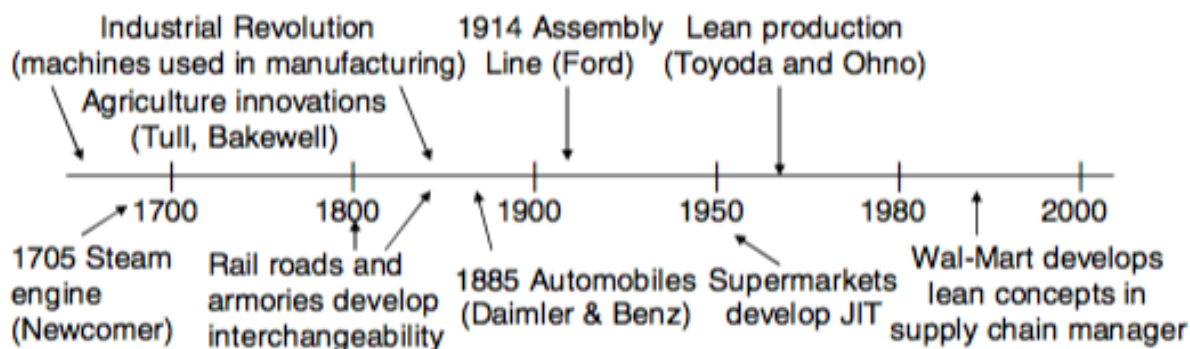 Industrial Revolution
(machines used in manufacturing)
Agriculture innovations
(Tull, Bakewell)
1914 Assembly
Line (Ford)
Lean production
(Toyoda and Ohno)
1700
1800
1900
1950
1980
2000
1705 Steam
engine
(Newcomer)
Rail roads and
armories develop
interchangeability
1885 Automobiles
(Daimler & Benz)
Supermarkets
develop JIT
Wal-Mart develops
lean concepts in
supply chain manager